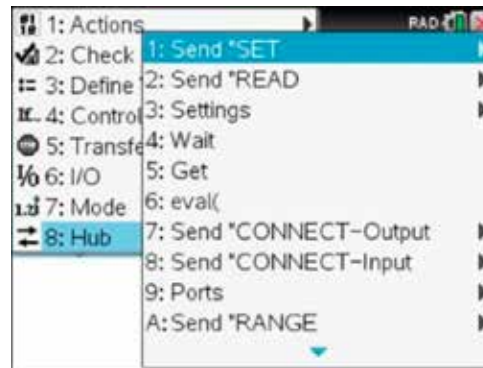 1: Actions
RAD
2: Check
3: Define
4: Control
5: Transfe
6: I/O
7: Mode
8: Hub
1: Send "SET
2: Send "READ
3: Settings
4: Wait
5: Get
6: eval(
7: Send "CONNECT-Output
8: Send "CONNECT-Input
9: Ports
A: Send "RANGE